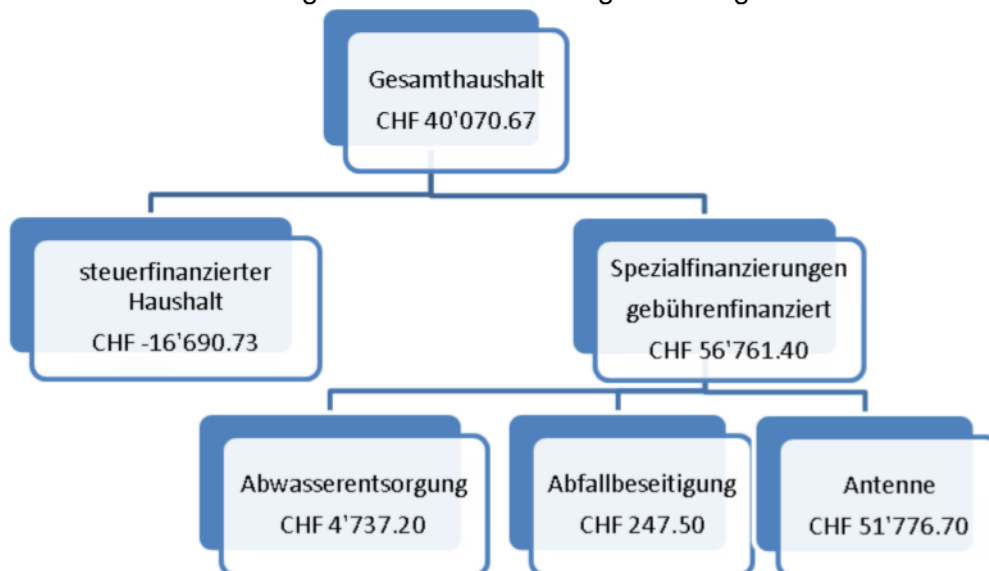 Gesamthaushalt
CHF 40'070.67
steuerfinanzierter
Haushalt
CHF -16'690.73
Spezialfinanzierungen
gebührenfinanziert
CHF 56'761.40
Abwasserentsorgung
CHF 4'737.20
Abfallbeseitigung
CHF 247.50
Antenne
CHF 51'776.70